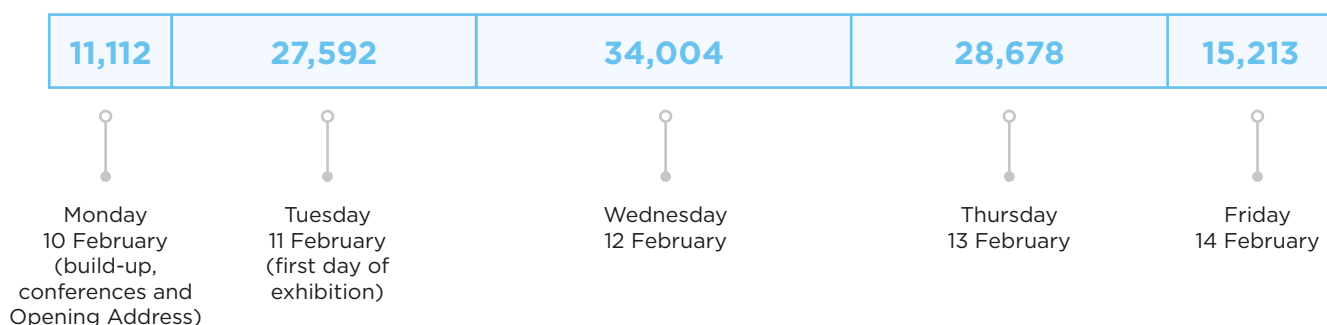 11,112 27,592 34,004 28,678 15,213
Monday
10 February
(build-up,
conferences and
Opening Address)
Tuesday
11 February
(first day of
exhibition)
Wednesday
12 February
Thursday
13 February
Friday
14 February